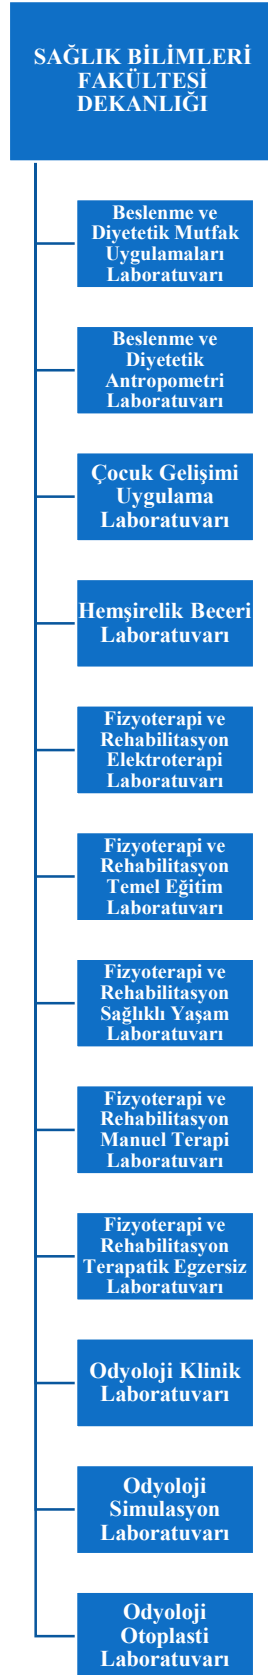 SAĞLIK BİLİMLERİ
FAKÜLTESİ
DEKANLIĞI
Beslenme ve
Diyetetik Mutfak
Uygulamaları
Laboratuvarı
Beslenme ve
Diyetetik
Antropometri
Laboratuvarı
Çocuk Gelişimi
Uygulama
Laboratuvarı
Hemşirelik Beceri
Laboratuvarı
Fizyoterapi ve
Rehabilitasyon
Elektroterapi
Laboratuvarı
Fizyoterapi ve
Rehabilitasyon
Temel Eğitim
Laboratuvarı
Fizyoterapi ve
Rehabilitasyon
Sağlıklı Yaşam
Laboratuvarı
Fizyoterapi ve
Rehabilitasyon
Manuel Terapi
Laboratuvarı
Fizyoterapi ve
Rehabilitasyon
Terapatik Egzersiz
Laboratuvarı
Odyoloji Klinik
Laboratuvarı
Odyoloji
Simulasyon
Laboratuvarı
Odyoloji
Otoplasti
Laboratuvarı